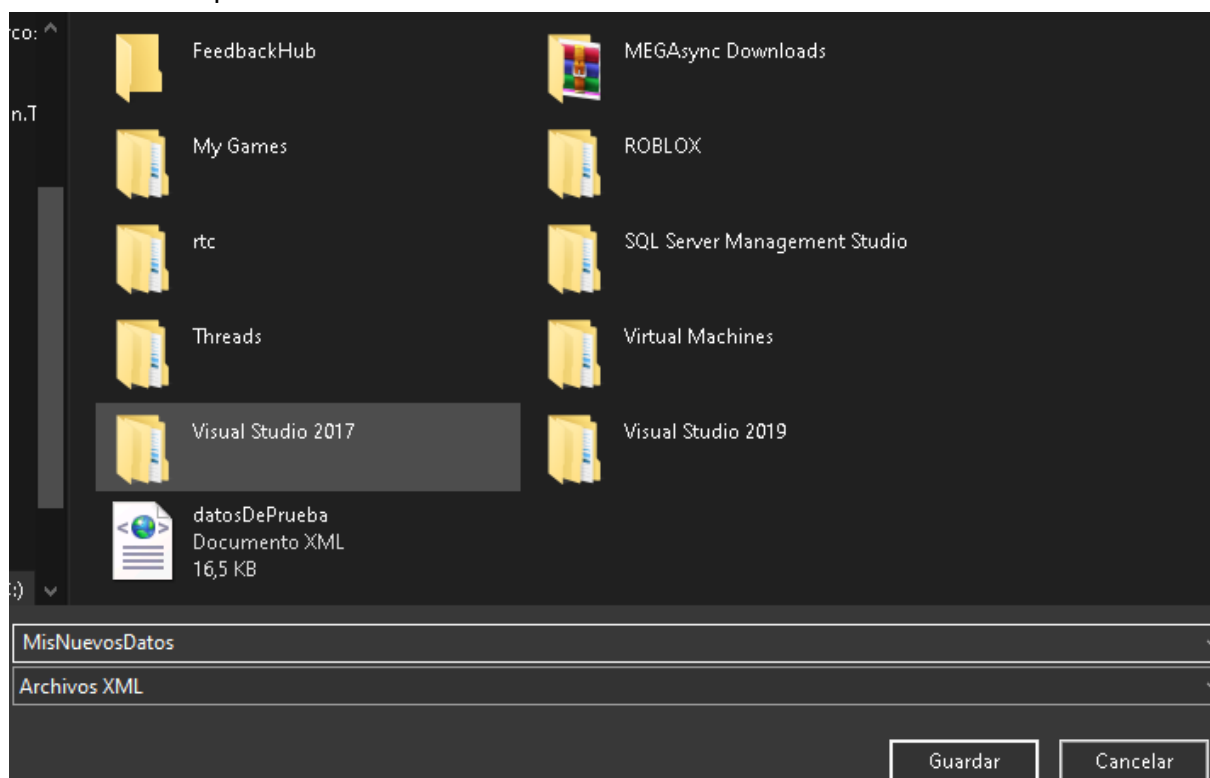 rco:
n.T
FeedbackHub
MEGAsync Downloads
My Games
ROBLOX
rtc
SQL Server Management Studio
Threads
Virtual Machines
Visual Studio 2017
Visual Studio 2019
datosDePrueba
Documento XML
16,5 KB
:)
MisNuevosDatos
Archivos XML
Guardar
Cancelar